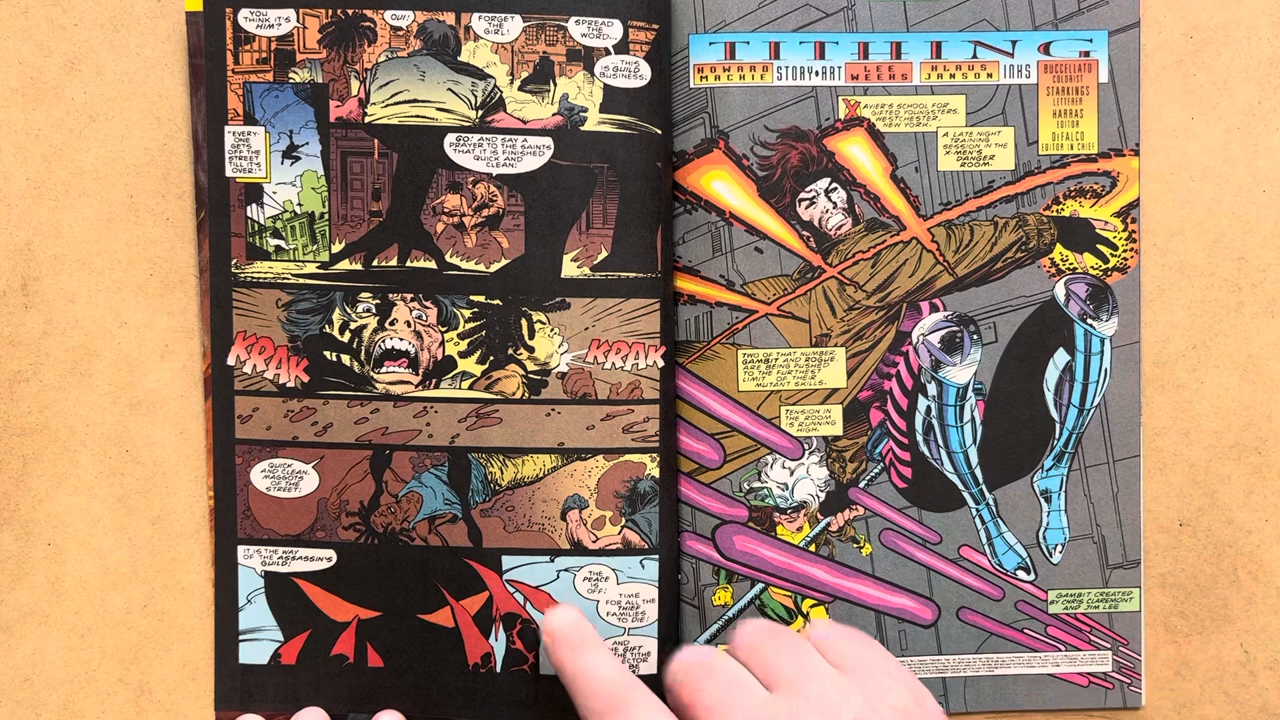 YOU
THINK IT'S
HIM?
OUI!
FORGET
THE
GIRL!
SPREAD
THE
WORD...
...THIS
IS GUILD
BUSINESS!
"EVERY-
ONE
GETS
OFF THE
STREET
TILL IT'S
OVER!"
GO! AND SAY A
PRAYER TO THE SAINTS
THAT IT IS FINISHED
QUICK AND
CLEAN!
KRAK
KRAK
QUICK
AND CLEAN,
MAGGOTS
OF THE
STREET!
IT IS THE WAY
OF THE ASSASSIN'S
GUILD!
THE
PEACE
IS
OFF!
TIME
FOR ALL THE
THIEF
FAMILIES
TO DIE!
AND
GIFT
THE TITHE
BE
TITHING
HOWARD
MACKIE
STORY • ART
LEE
WEEKS
KLAUS
JANSON
INKS
BUCCELLATO
COLORIST
STARKINGS
LETTERER
HARRAS
EDITOR
DEFALCO
EDITOR IN CHIEF
XAVIER'S SCHOOL FOR
GIFTED YOUNGSTERS,
WESTCHESTER,
NEW YORK.
A LATE NIGHT
TRAINING
SESSION IN THE
X-MEN'S
DANGER
ROOM.
TWO OF THAT NUMBER,
GAMBIT AND ROGUE,
ARE BEING PUSHED
TO THE FURTHEST
LIMIT OF THEIR
MUTANT SKILLS.
TENSION IN
THE ROOM
IS RUNNING
HIGH.
GAMBIT CREATED
BY CHRIS CLAREMONT
AND JIM LEE